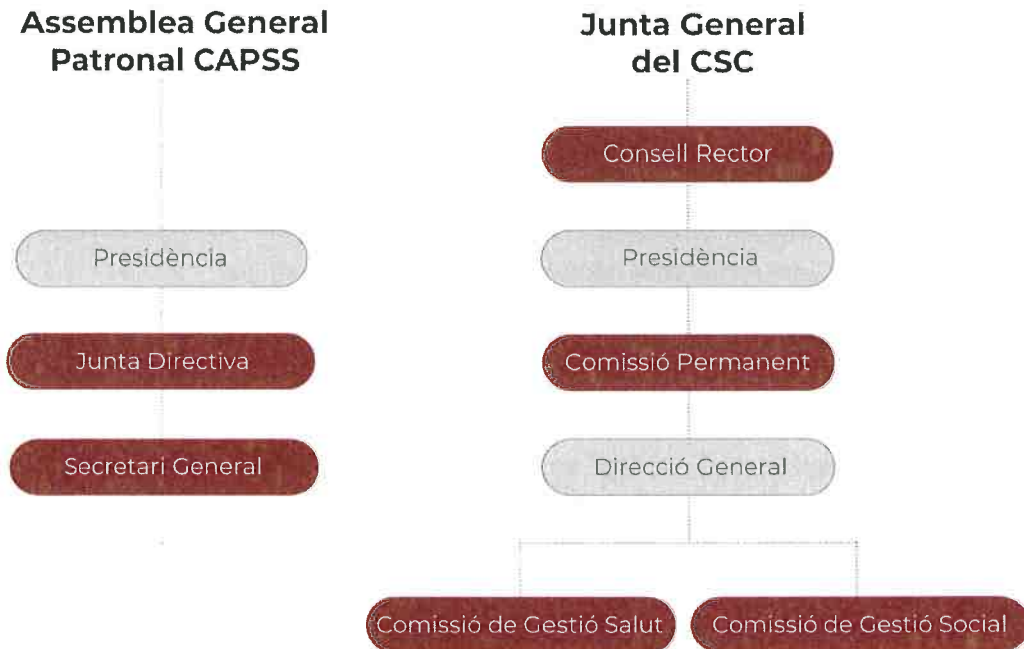 Assemblea General
Patronal CAPSS
Presidència
Junta Directiva
Secretari General
Junta General
del CSC
Consell Rector
Presidència
Comissió Permanent
Direcció General
Comissió de Gestió Salut
Comissió de Gestió Social